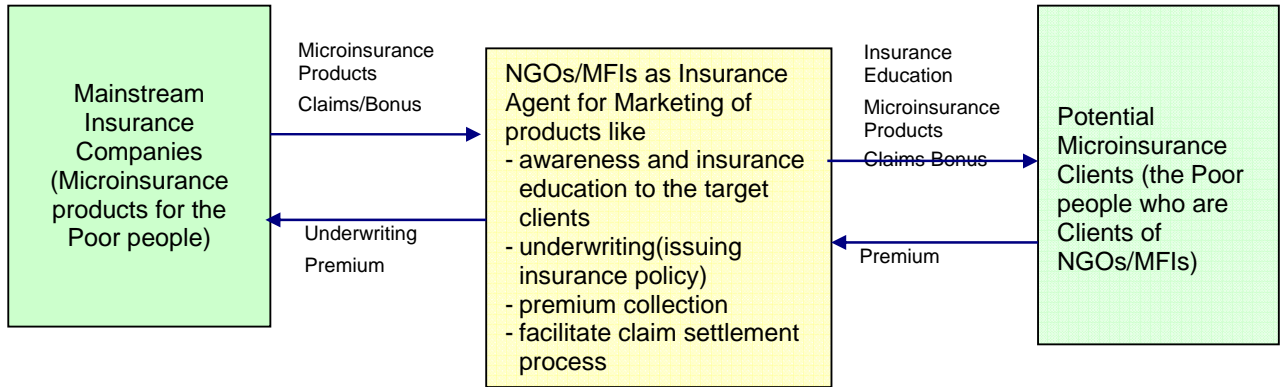 Mainstream
Insurance
Companies
(Microinsurance
products for the
Poor people)
Microinsurance
Products
Claims/Bonus
Underwriting
Premium
NGOs/MFIs as Insurance
Agent for Marketing of
products like
- awareness and insurance
education to the target
clients
- underwriting(issuing
insurance policy)
- premium collection
- facilitate claim settlement
process
Insurance
Education
Microinsurance
Products
Claims Bonus
Premium
Potential
Microinsurance
Clients (the Poor
people who are
Clients of
NGOs/MFIs)